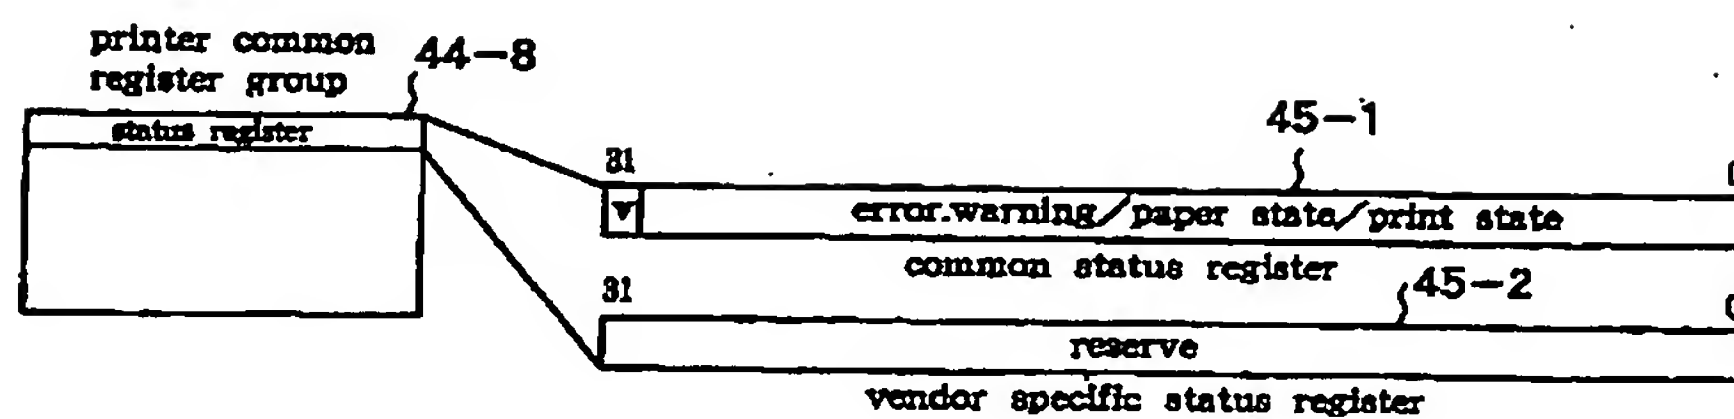 printer common
register group
44-8
status register
45-1
31
v
error.warning/paper state/print state
common status register
45-2
31
reserve
vendor specific status register